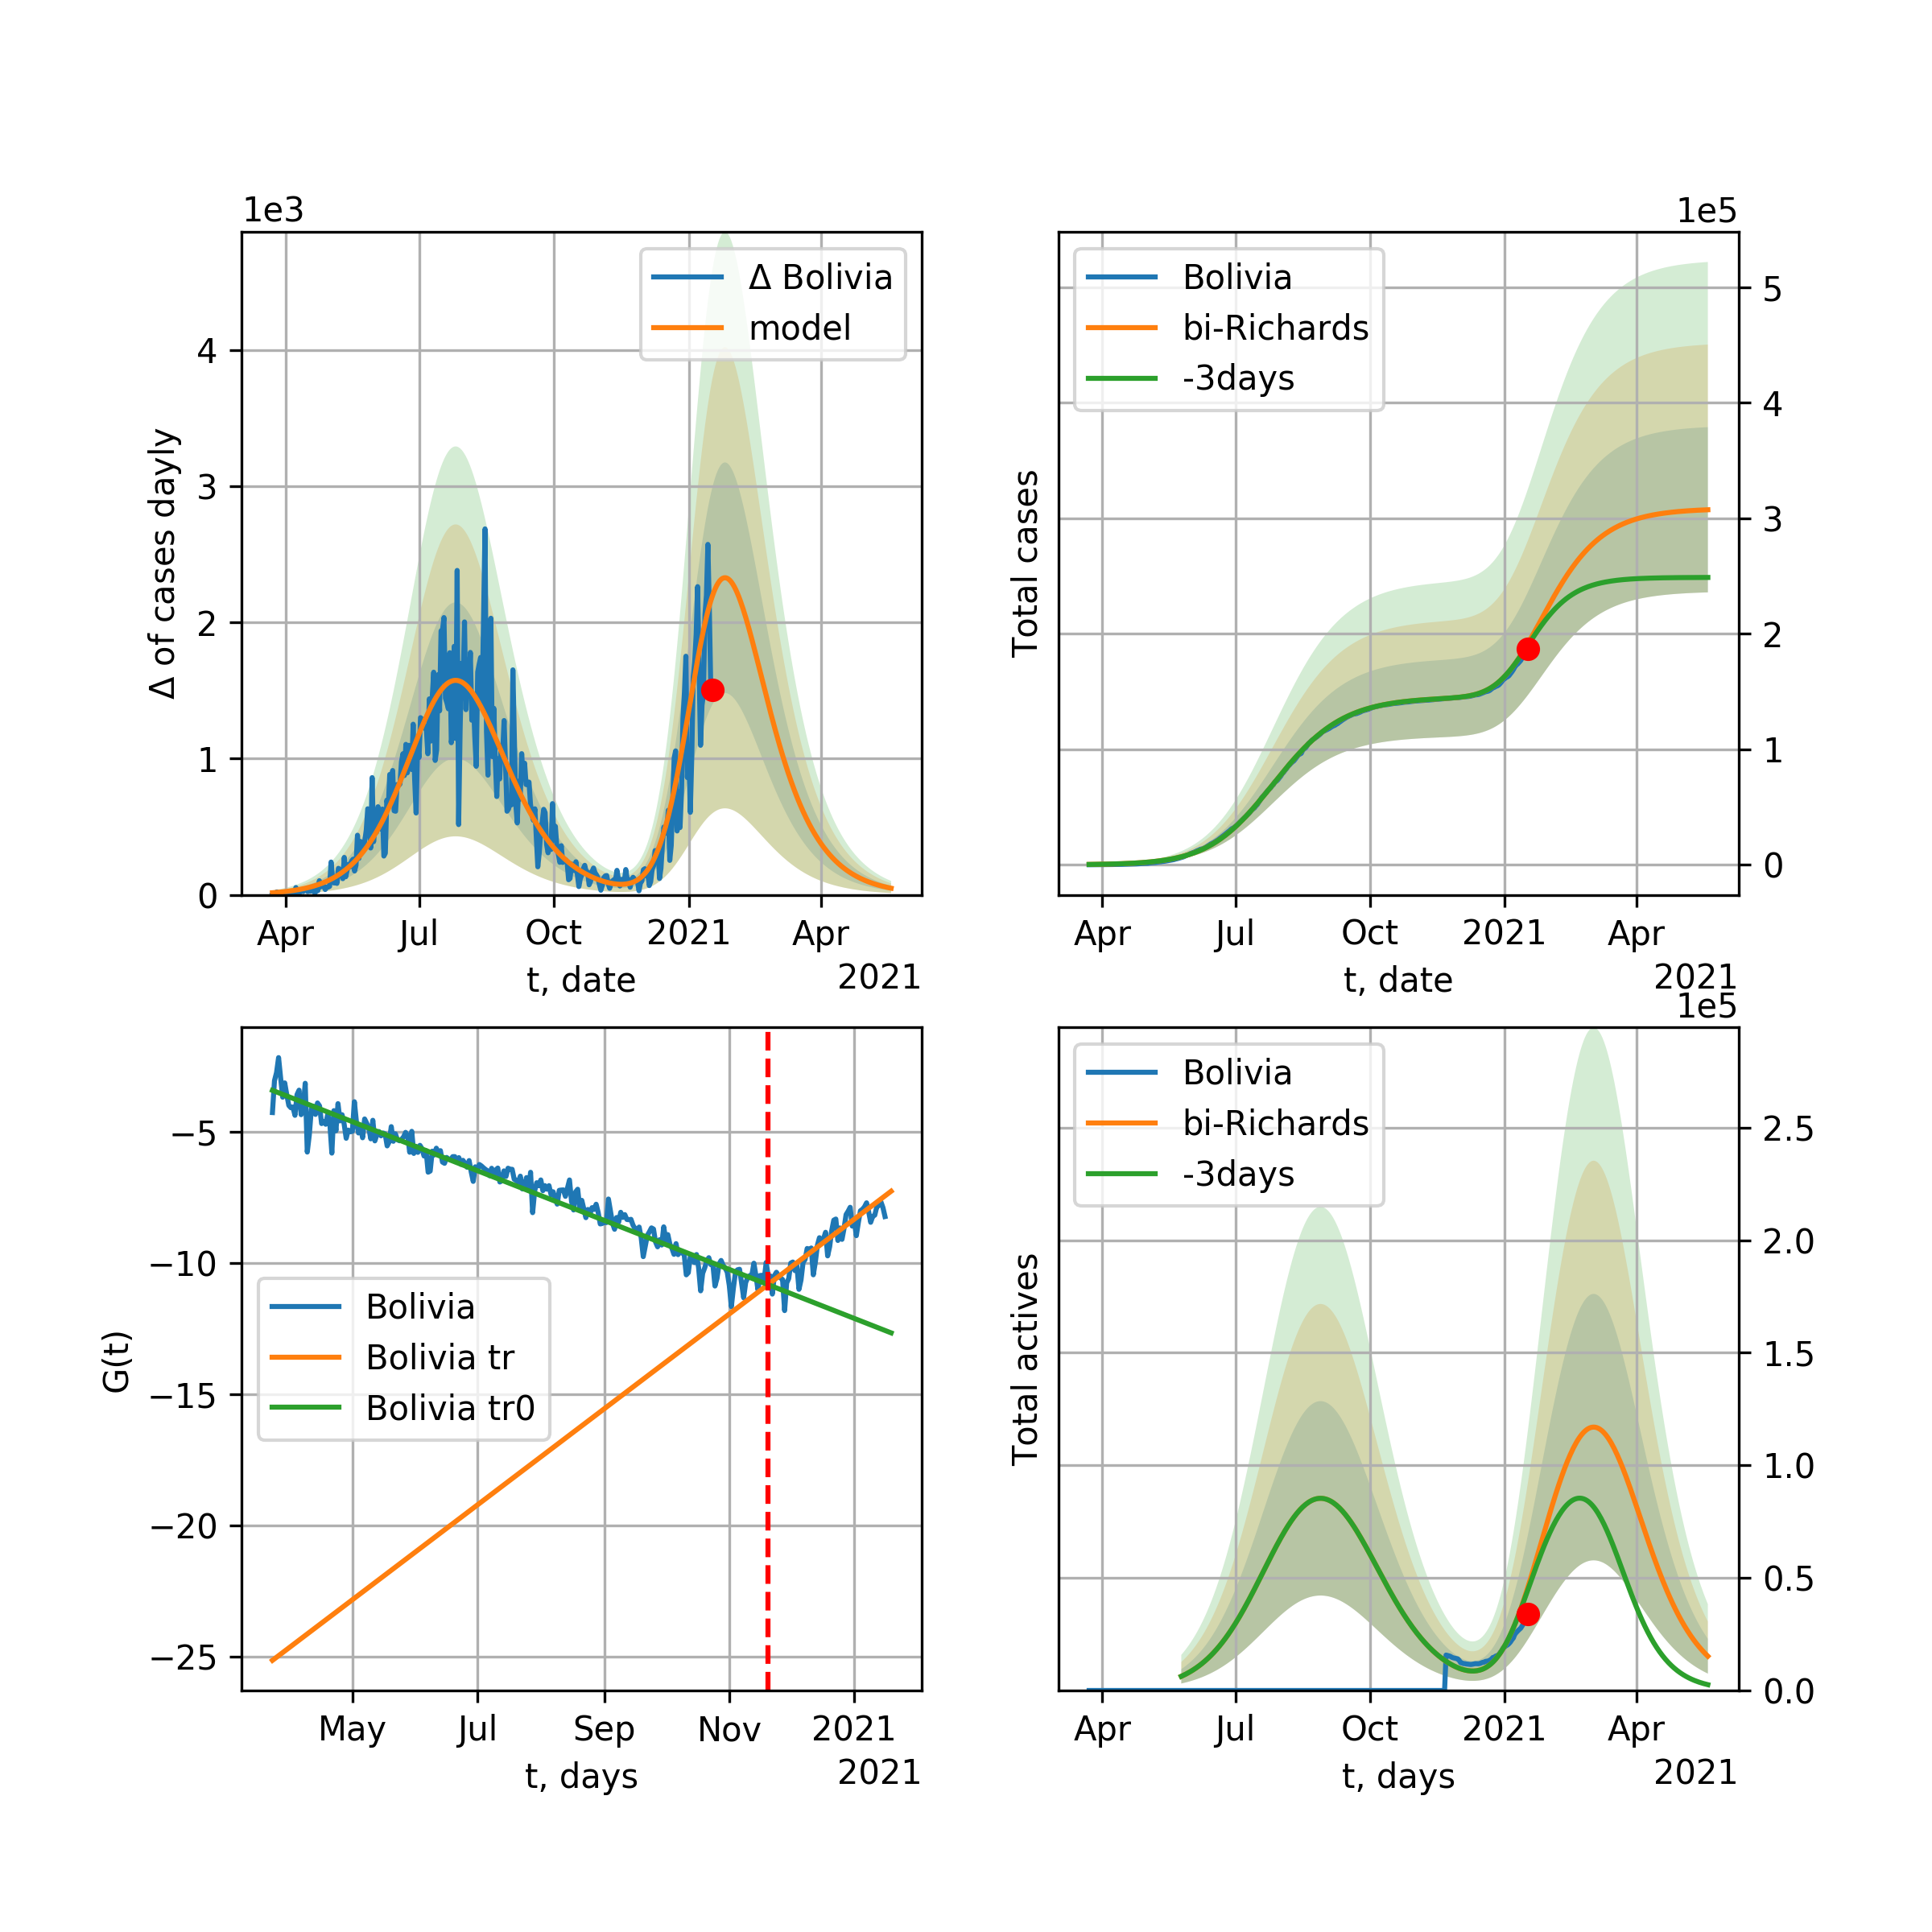 1e3
Δ of cases dayly
4
3
2
1
0
Δ Bolivia
model
Apr Jul Oct 2021 Apr
t, date
2021
1e5
Total cases
Bolivia
bi-Richards
-3days
5
4
3
2
1
0
Apr Jul Oct 2021 Apr
t, date
2021
G(t)
−5
−10
−15
−20
−25
Bolivia
Bolivia tr
Bolivia tr0
May Jul Sep Nov 2021
t, days
2021
1e5
Total actives
Bolivia
bi-Richards
-3days
2.5
2.0
1.5
1.0
0.5
0.0
Apr Jul Oct 2021 Apr
t, days
2021